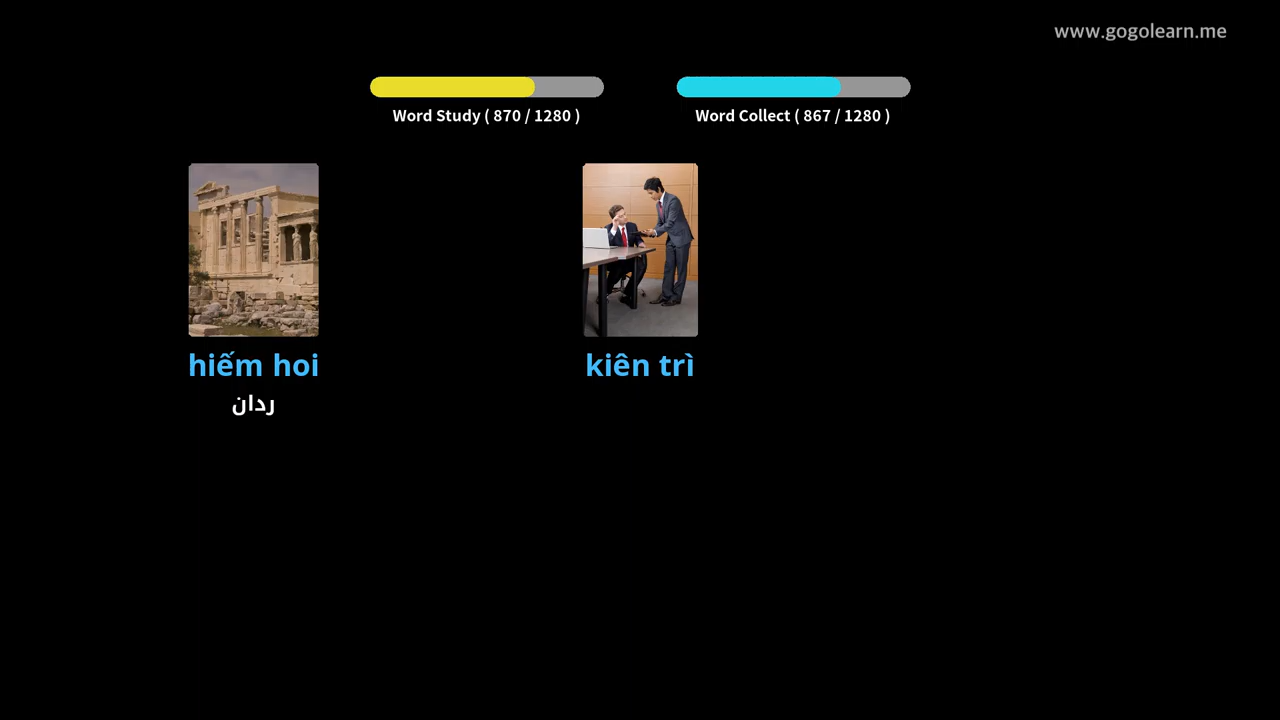 www.gogolearn.me
Word Study ( 870 / 1280 )
Word Collect ( 867 / 1280 )
hiếm hoi
kiên trì
ردان